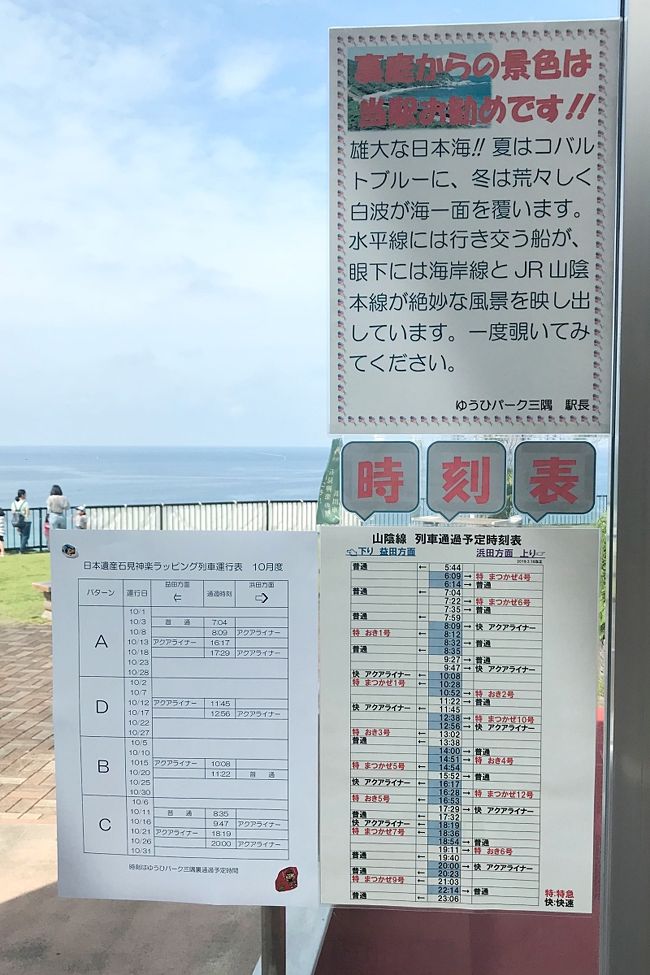 裏庭からの景色は
当駅お勧めです!!
雄大な日本海!! 夏はコバル
トブルーに、冬は荒々しく
白波が海一面を覆います。
水平線には行き交う船が、
眼下には海岸線とJR山陰
本線が絶妙な風景を映し出
しています。一度覗いてみ
てください。
ゆうひパーク三隅 駅長
時刻表
日本遺産石見神楽ラッピング列車運行表 10月度
パターン 運行日 益田方面 ← 通過時刻 浜田方面 ⇒
A
10/1
10/3 普通 7:04
10/8 8:09 アクアライナー
10/13 アクアライナー 16:17
10/18 17:29 アクアライナー
10/23
10/28
D
10/2
10/7
10/12 アクアライナー 11:45
10/17 12:56 アクアライナー
10/22
10/27
B
10/5
10/10
1015 アクアライナー 10:08
10/20 11:22 普通
10/25
10/30
C
10/6
10/11 普通 8:35
10/16 9:47 アクアライナー
10/21 アクアライナー 18:19
10/26 20:00 アクアライナー
10/31
時刻はゆうひパーク三隅裏通過予定時間
山陰線 列車通過予定時刻表
下り 益田方面 浜田方面 上り
普通 ← 5:44
6:09 → 特 まつかぜ4号
6:14 → 普通
普通 ← 7:04
7:22 → 特 まつかぜ6号
7:35 → 普通
普通 ← 7:59
8:09 → 快 アクアライナー
特 おき1号 ← 8:12
8:32 → 普通
普通 ← 8:35
9:27 → 普通
9:47 → 快 アクアライナー
快 アクアライナー ← 10:08
特 まつかぜ1号 ← 10:28
10:52 → 特 おき2号
11:22 → 普通
快 アクアライナー ← 11:45
12:38 → 特 まつかぜ10号
12:56 → 快 アクアライナー
特 おき3号 ← 13:02
普通 ← 13:38
14:00 → 普通
14:51 → 特 おき4号
特 まつかぜ5号 ← 14:54
15:52 → 普通
快 アクアライナー ← 16:17
16:28 → 特 まつかぜ12号
特 おき5号 ← 16:53
17:29 → 快 アクアライナー
普通 ← 17:32
快 アクアライナー ← 18:19
特 まつかぜ7号 ← 18:36
18:54 → 普通
19:11 → 特 おき6号
普通 ← 19:40
20:00 → 快 アクアライナー
普通 ← 20:23
特 まつかぜ9号 ← 21:03
22:14 → 普通
普通 ← 23:06
特:特急
快:快速